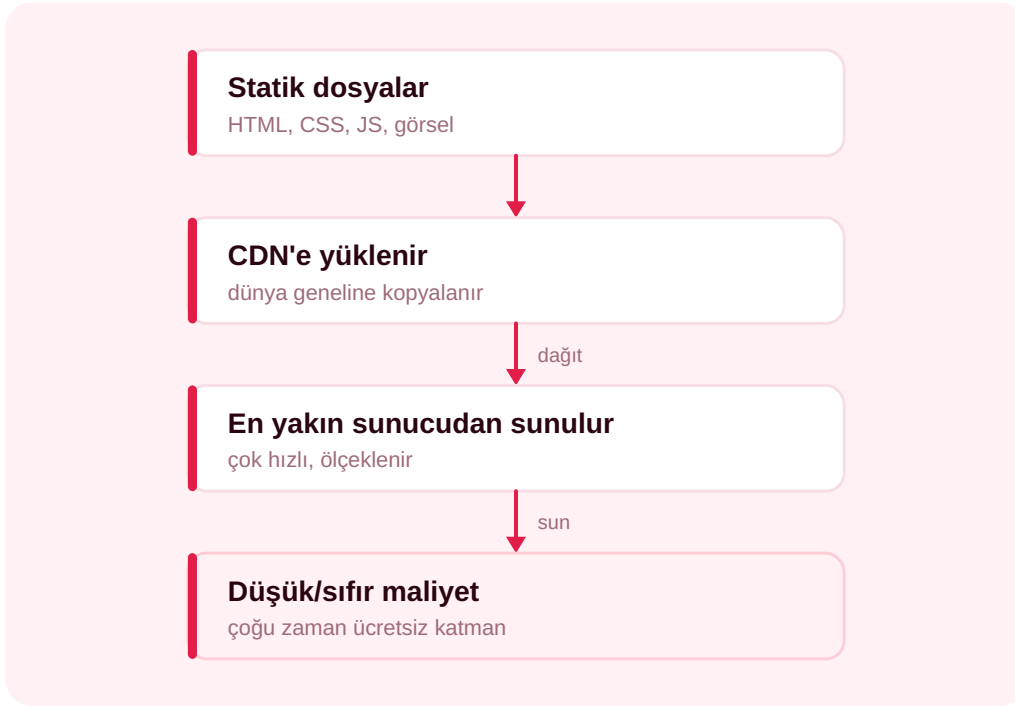 Statik dosyalar
HTML, CSS, JS, görsel
CDN'e yüklenir
dünya geneline kopyalanır
dağıt
En yakın sunucudan sunulur
çok hızlı, ölçeklenir
sun
Düşük/sıfır maliyet
çoğu zaman ücretsiz katman